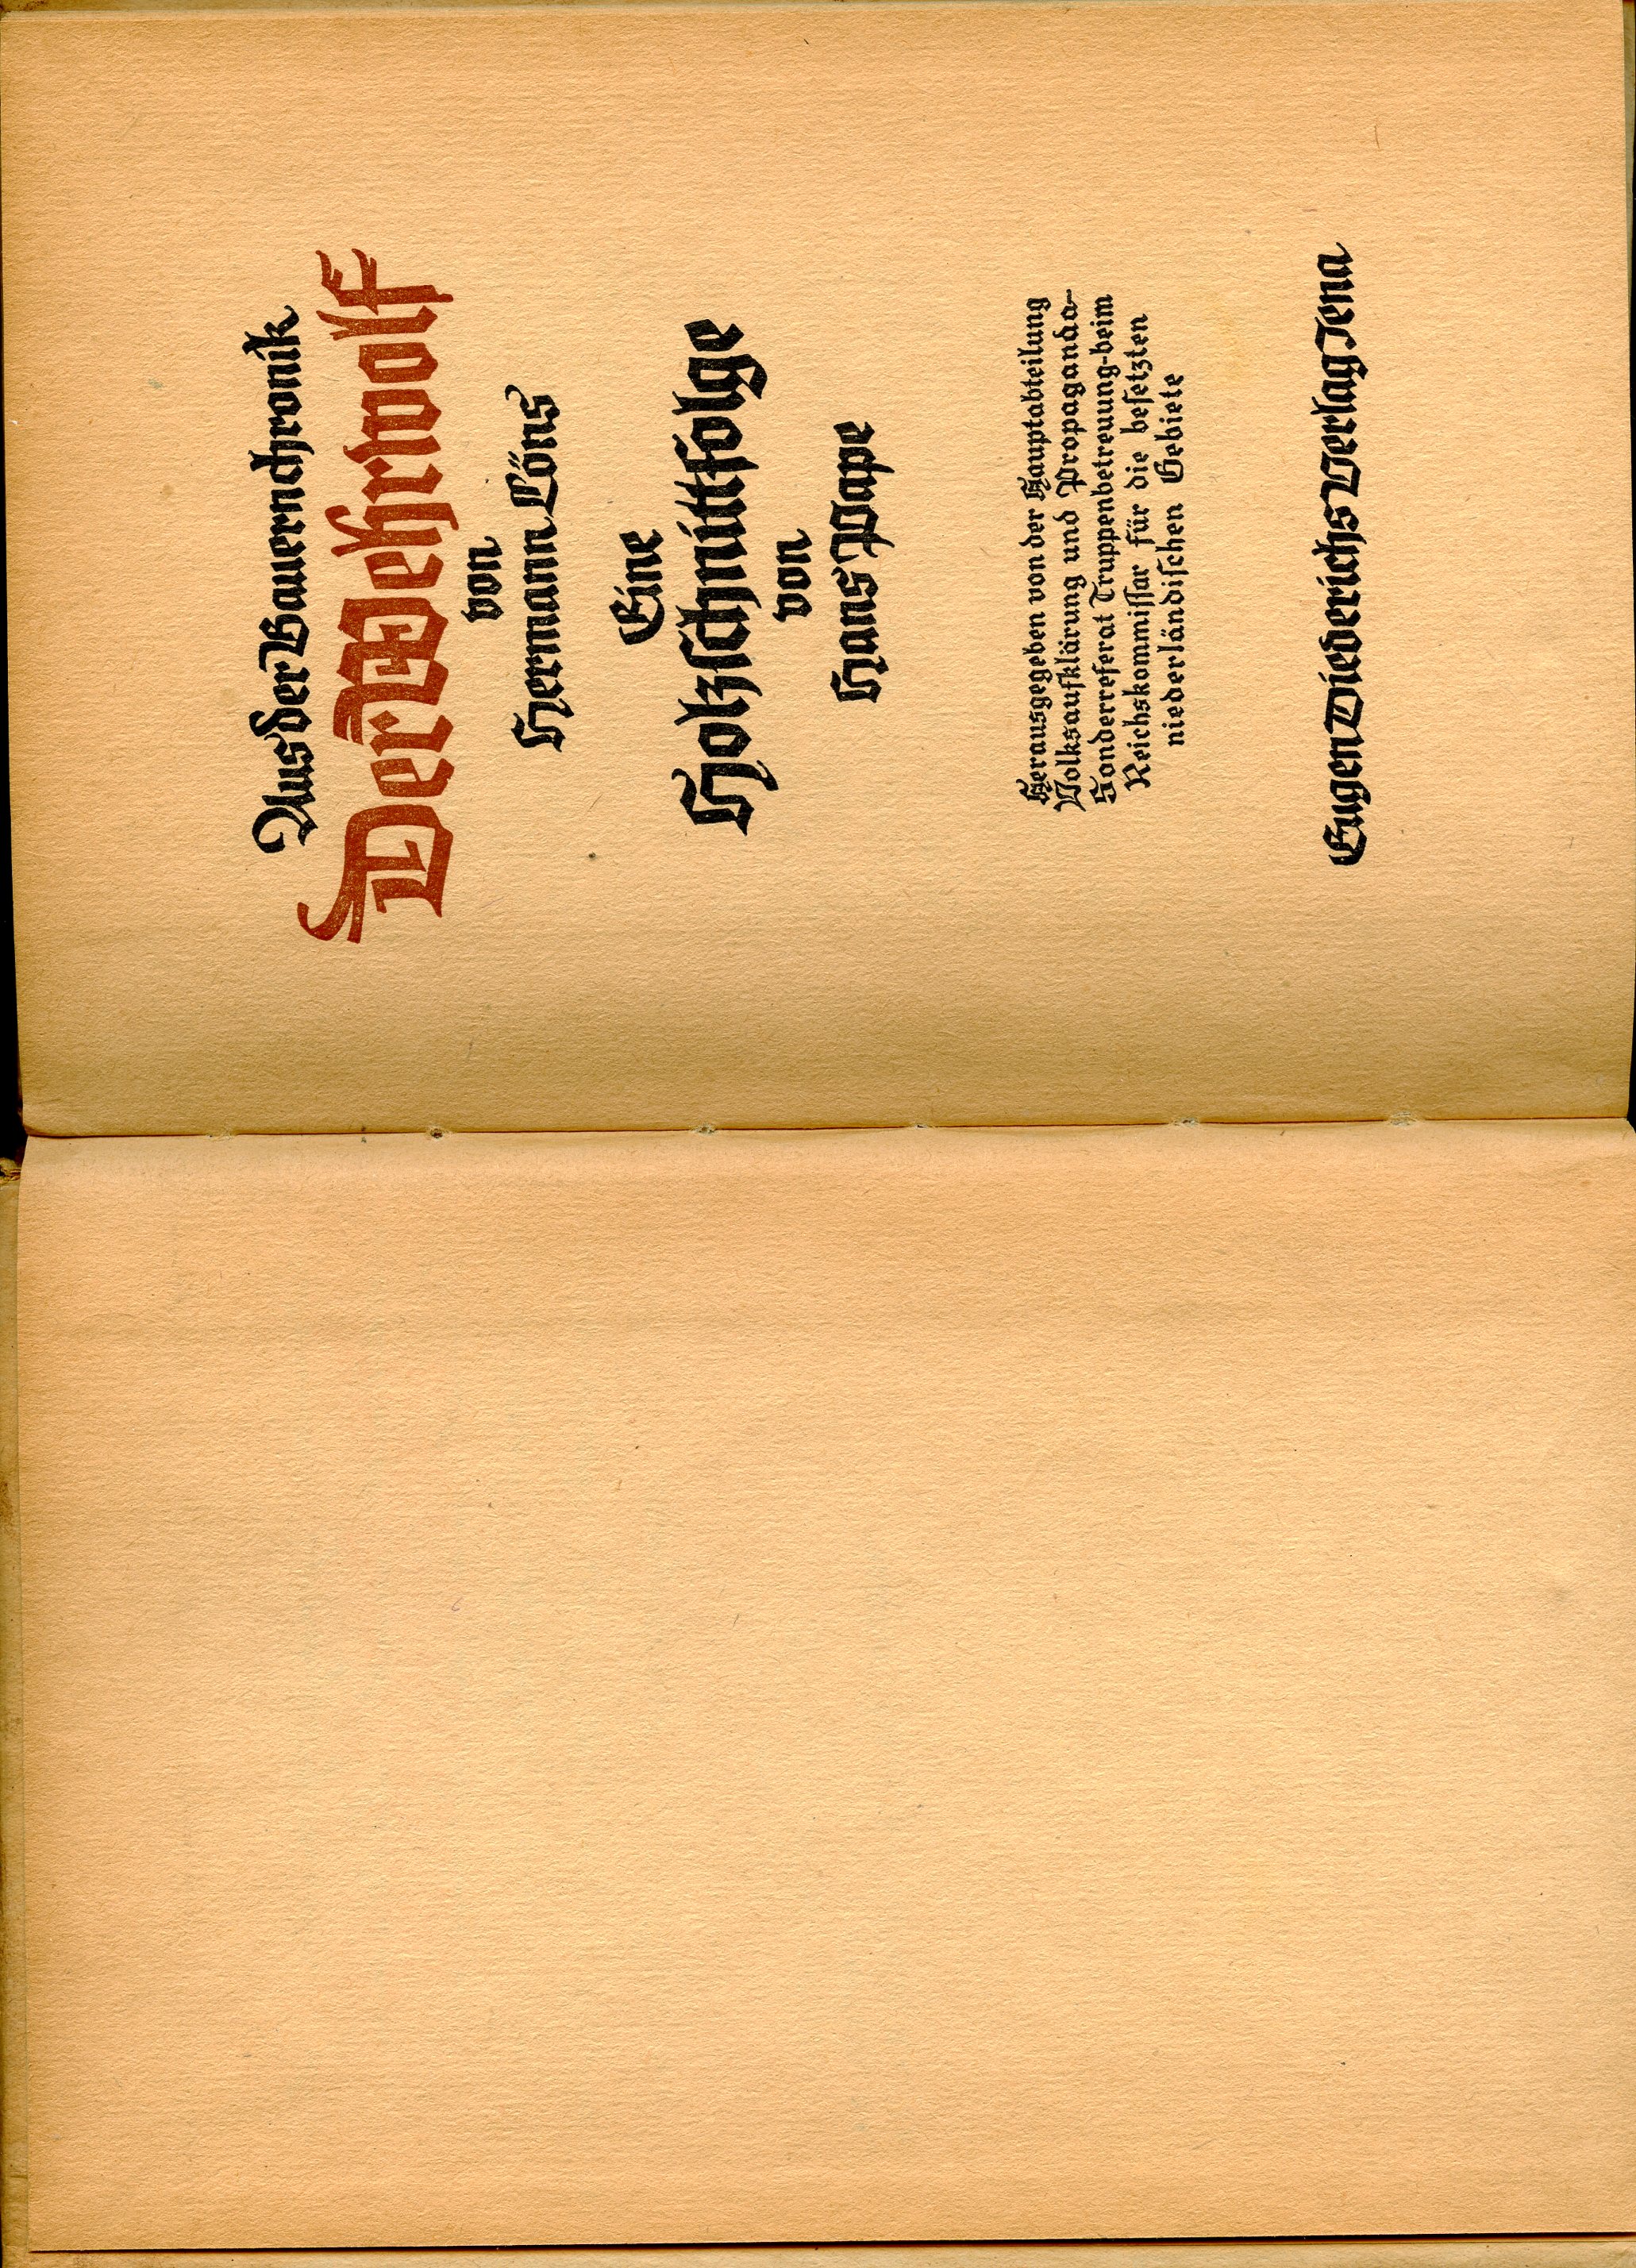 Aus der Bauernchronik
Der Wehrwolf
von
Hermann Löns
Eine
Holzschnittfolge
von
Hans Pape
Herausgegeben von der Hauptabteilung
Volksaufklärung und Propaganda-
Sonderreferat Truppenbetreuung-beim
Reichskommiſſar für die beſetzten
niederländiſchen Gebiete
Eugen Diederichs Verlag Jena